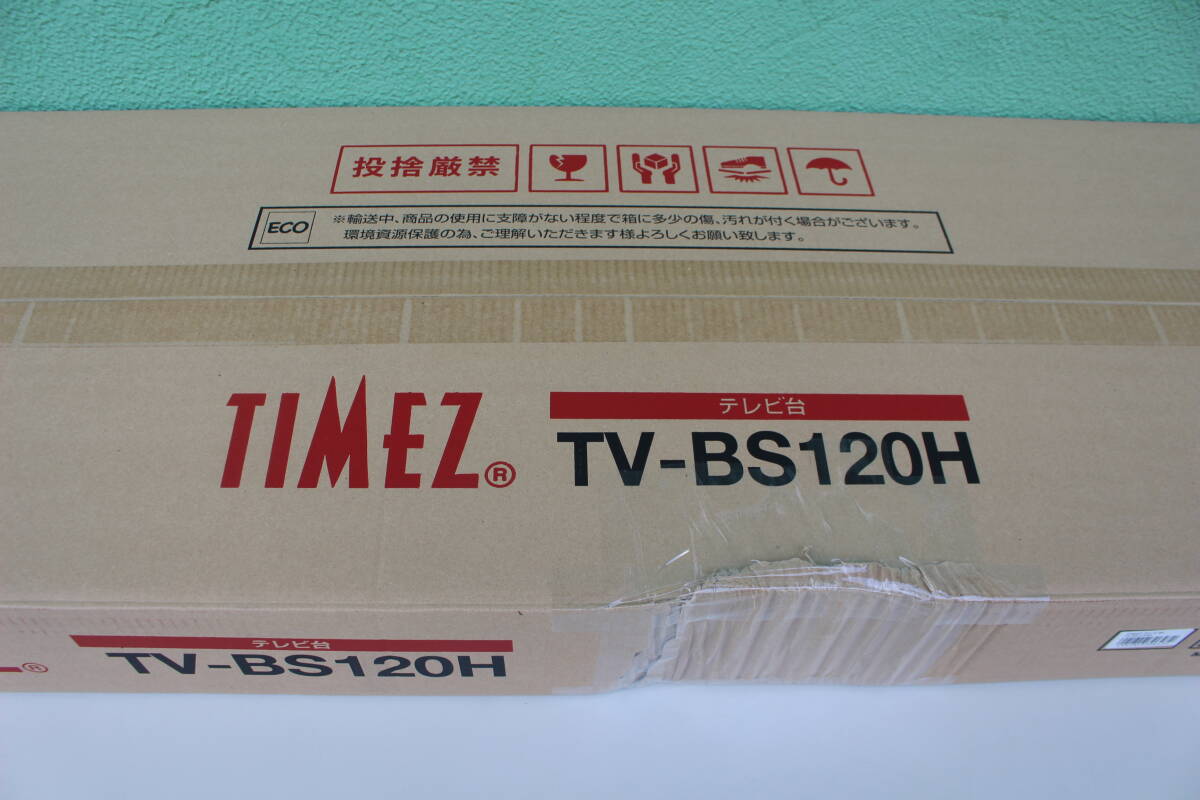 投捨厳禁
ECO
※輸送中、商品の使用に支障がない程度で箱に多少の傷、汚れが付く場合がございます。
環境資源保護の為、ご理解いただきます様よろしくお願い致します。
TIMEZ®
テレビ台
TV-BS120H
®
テレビ台
TV-BS120H